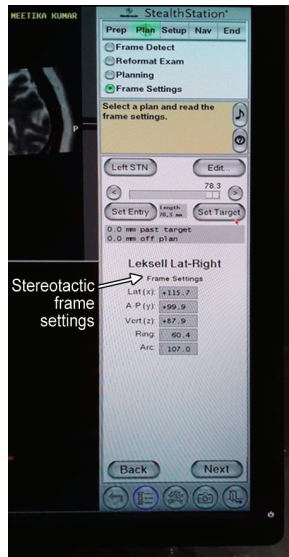 MEETIKA KUMAR
StealthStation
Prep Plan Setup Nav End
Frame Detect
Reformat Exam
Planning
Frame Settings
Select a plan and read the
frame settings.
P
Left STN Edit...
78.3
Set Entry Length 78.3 mm Set Target
0.0 mm past target
0.0 mm off plan
Leksell Lat-Right
Stereotactic
frame
settings
Frame Settings
Lat(x): +115.7
A-P(y): +99.9
Vert(z): +87.9
Ring: 60.4
Arc: 107.0
Back Next